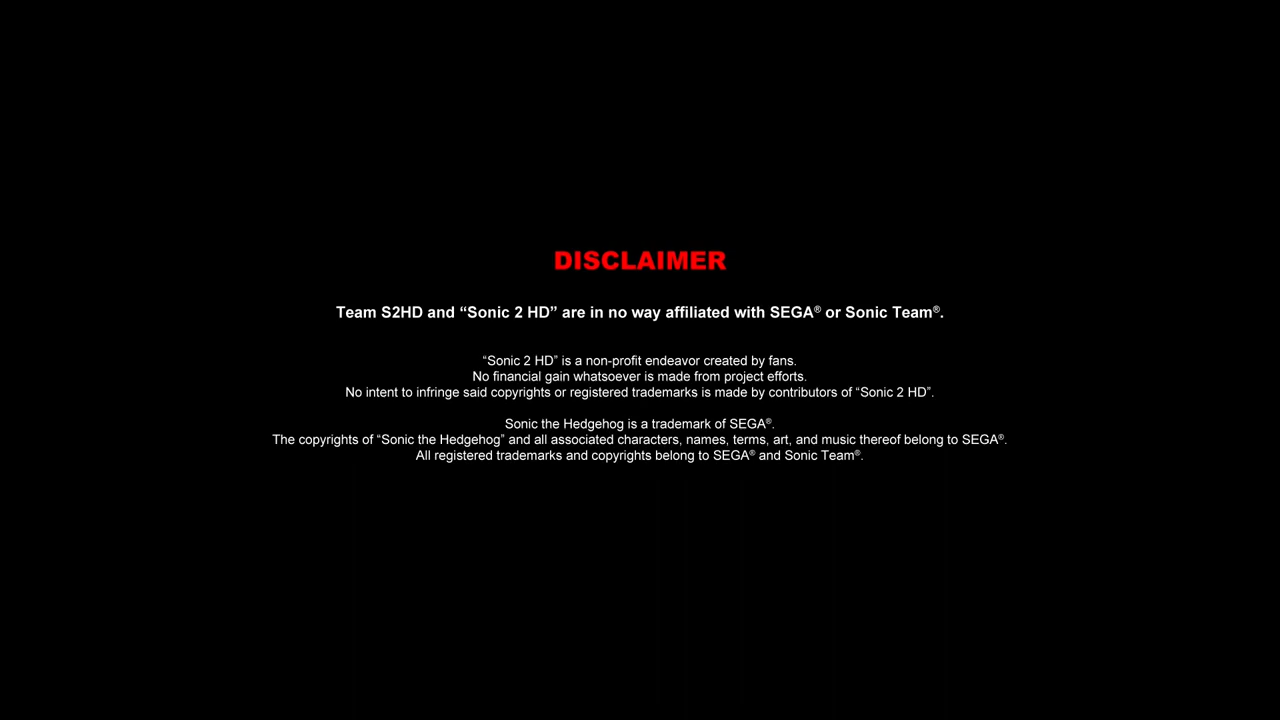 DISCLAIMER
Team S2HD and “Sonic 2 HD” are in no way affiliated with SEGA® or Sonic Team®.
“Sonic 2 HD” is a non-profit endeavor created by fans.
No financial gain whatsoever is made from project efforts.
No intent to infringe said copyrights or registered trademarks is made by contributors of “Sonic 2 HD”.
Sonic the Hedgehog is a trademark of SEGA®.
The copyrights of “Sonic the Hedgehog” and all associated characters, names, terms, art, and music thereof belong to SEGA®.
All registered trademarks and copyrights belong to SEGA® and Sonic Team®.